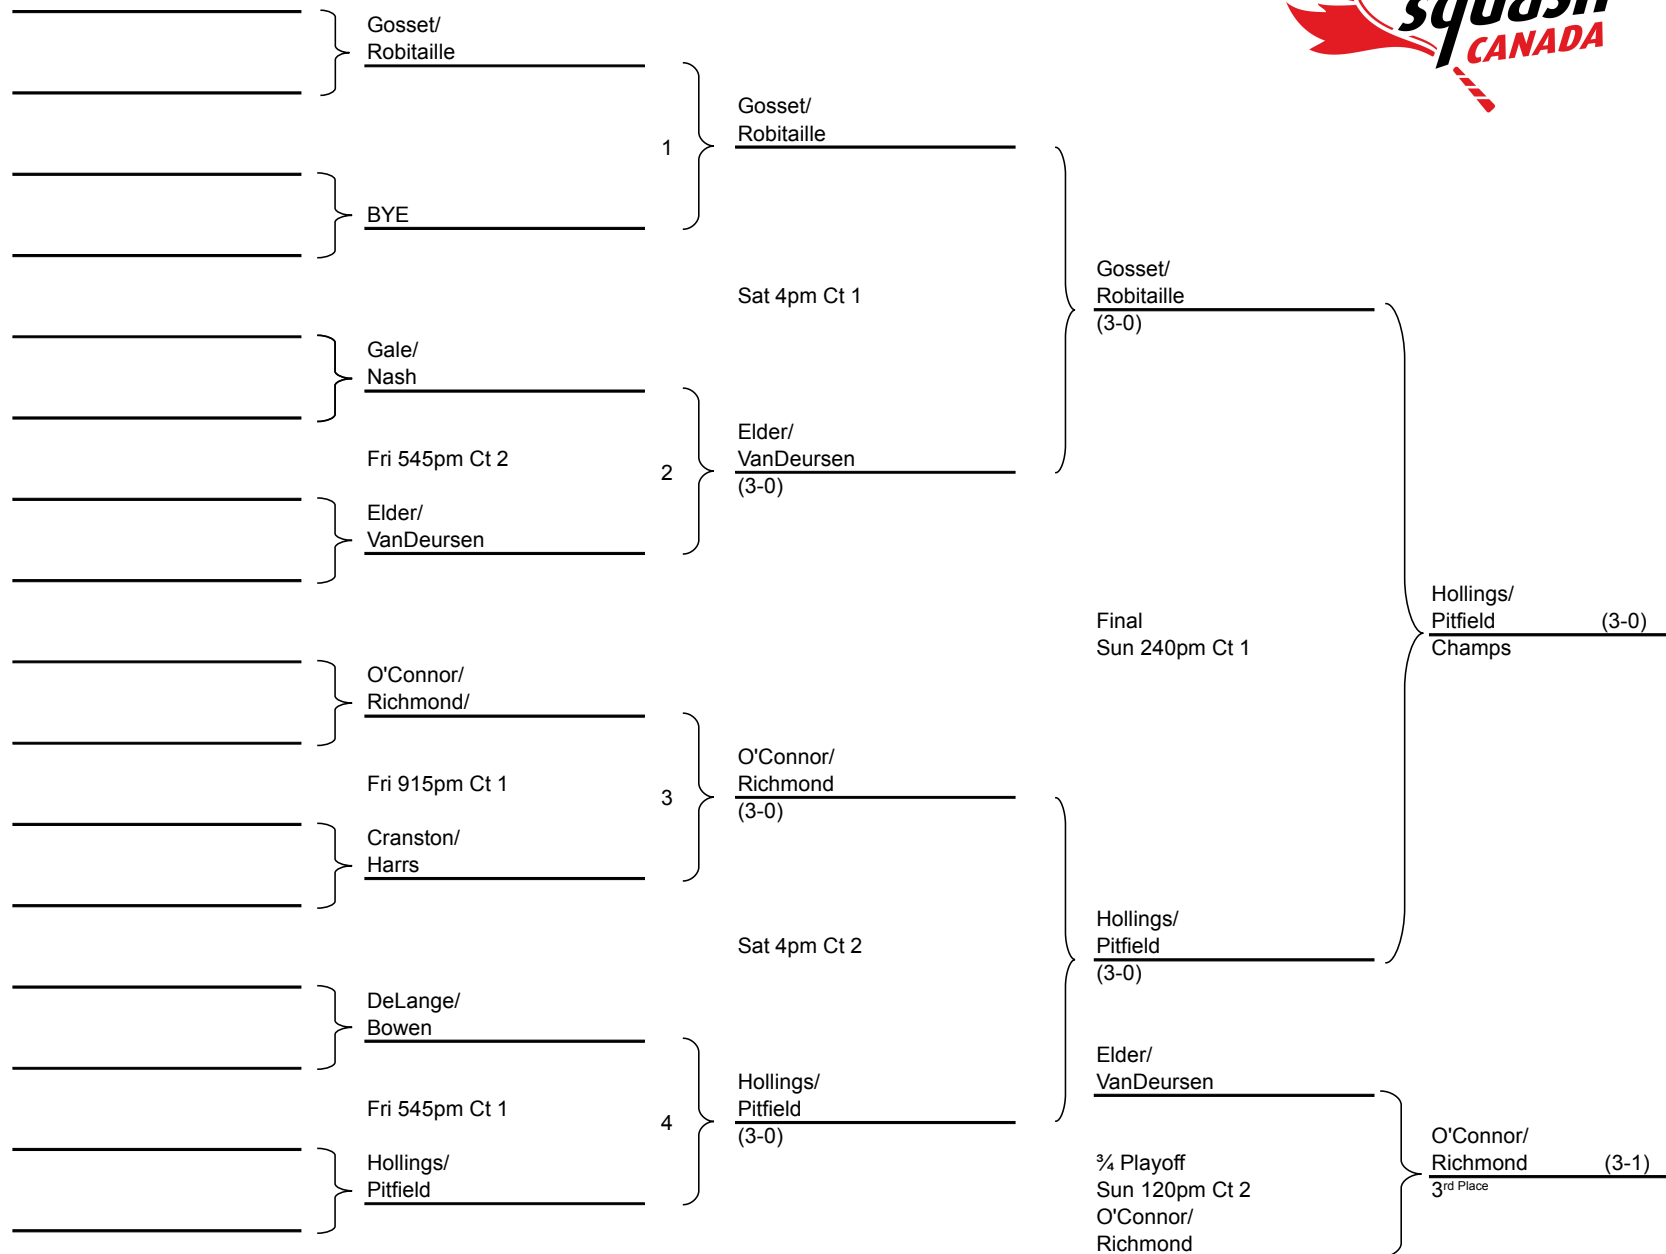 squash
CANADA
Gosset/
Robitaille
BYE
Gale/
Nash
Fri 545pm Ct 2
Elder/
VanDeursen
O'Connor/
Richmond/
Fri 915pm Ct 1
Cranston/
Harrs
DeLange/
Bowen
Fri 545pm Ct 1
Hollings/
Pitfield
1
2
3
4
Gosset/
Robitaille
Sat 4pm Ct 1
Elder/
VanDeursen
(3-0)
O'Connor/
Richmond
(3-0)
Sat 4pm Ct 2
Hollings/
Pitfield
(3-0)
Gosset/
Robitaille
(3-0)
Final
Sun 240pm Ct 1
Hollings/
Pitfield
(3-0)
Elder/
VanDeursen
¾ Playoff
Sun 120pm Ct 2
O'Connor/
Richmond
Hollings/
Pitfield (3-0)
Champs
O'Connor/
Richmond (3-1)
3rd Place